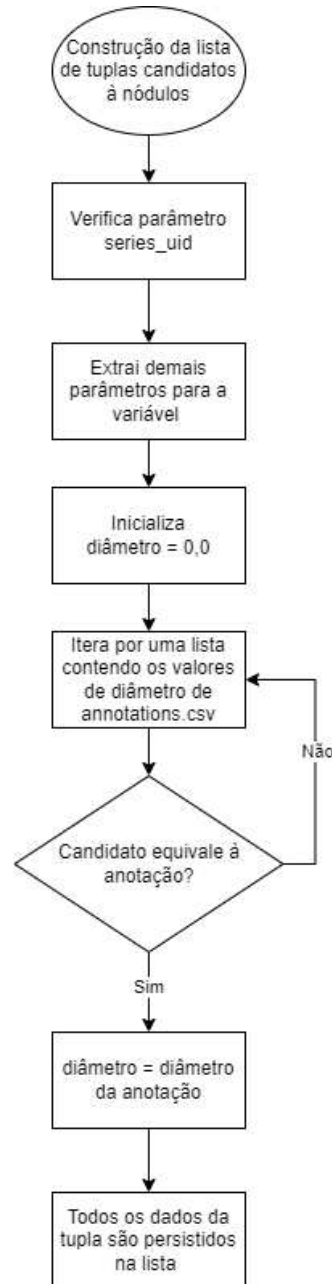 Construção da lista
de tuplas candidatos
à nódulos
Verifica parâmetro
series_uid
Extrai demais
parâmetros para a
variável
Inicializa
diâmetro = 0,0
Itera por uma lista
contendo os valores
de diâmetro de
annotations.csv
Não
Candidato equivale à
anotação?
Sim
diâmetro = diâmetro
da anotação
Todos os dados da
tupla são persistidos
na lista